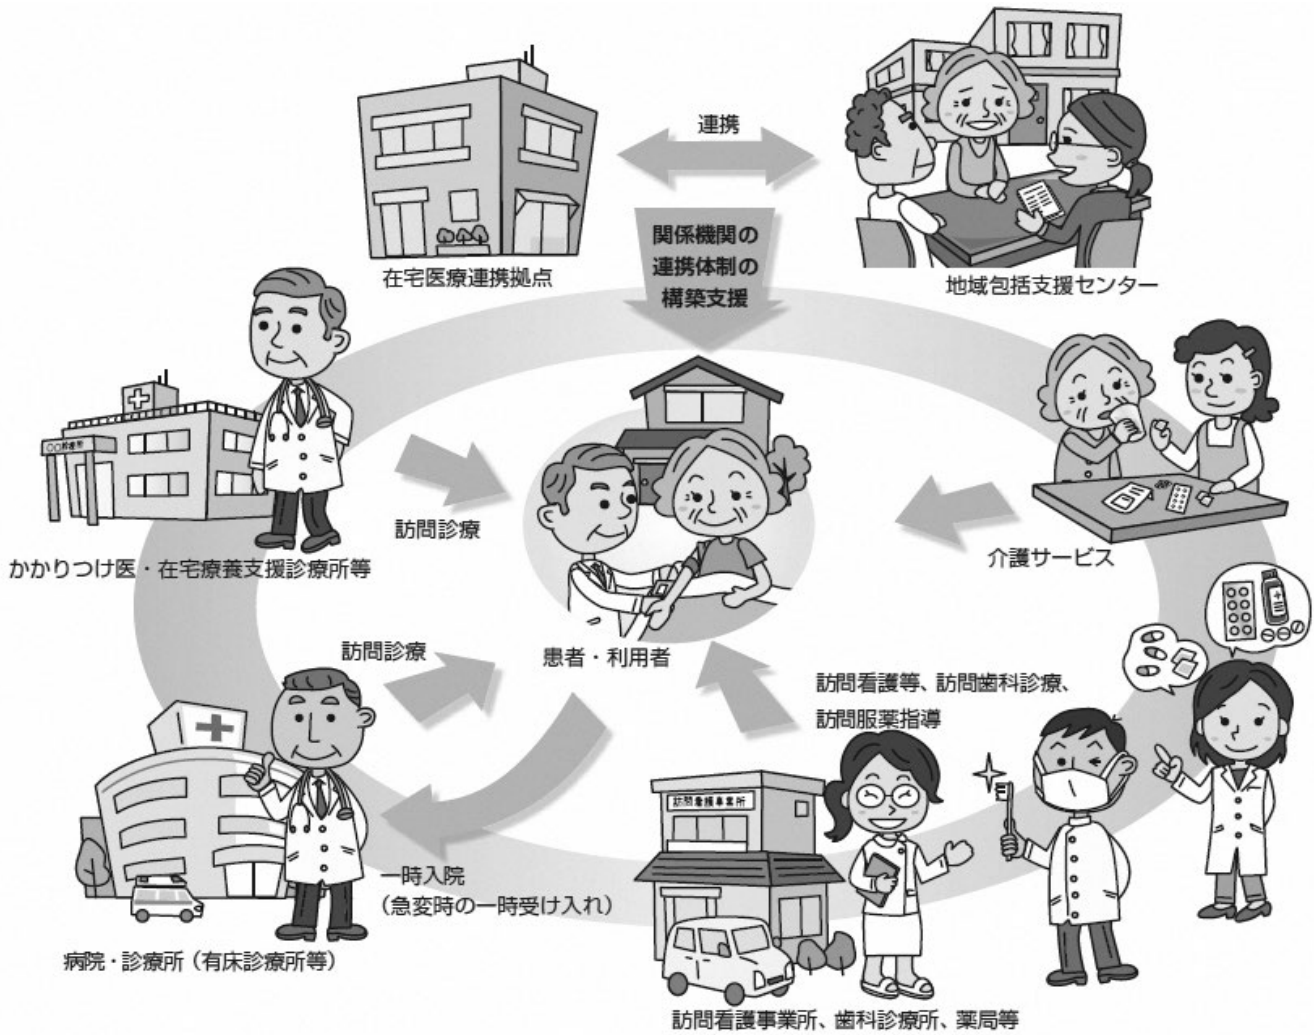 連携
関係機関の
連携体制の
構築支援
在宅医療連携拠点
地域包括支援センター
〇〇診療所
かかりつけ医・在宅療養支援診療所等
訪問診療
介護サービス
患者・利用者
訪問診療
訪問看護等、訪問歯科診療、
訪問服薬指導
訪問看護事業所
一時入院
(急変時の一時受け入れ)
病院・診療所(有床診療所等)
訪問看護事業所、歯科診療所、薬局等